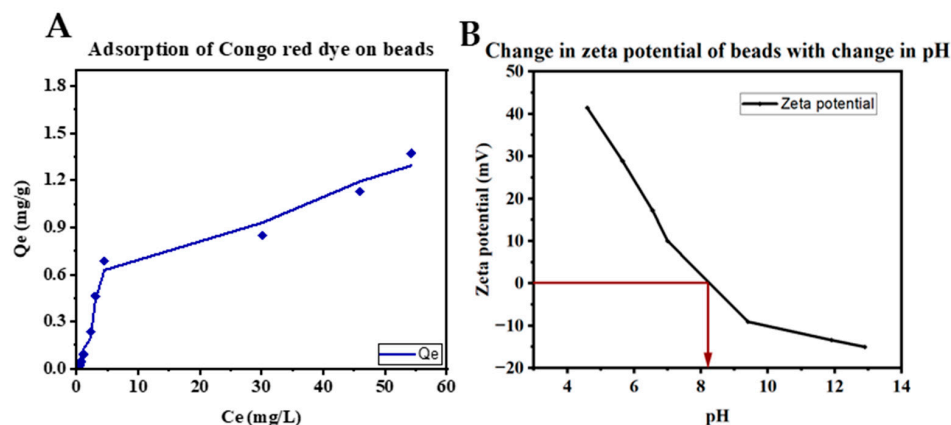 A
Adsorption of Congo red dye on beads
1.8
1.5
1.2
0.9
0.6
0.3
0.0
Qe (mg/g)
Qe
0 10 20 30 40 50 60
Ce (mg/L)
B
Change in zeta potential of beads with change in pH
50
40
30
20
10
0
−10
−20
Zeta potential (mV)
Zeta potential
4 6 8 10 12 14
pH